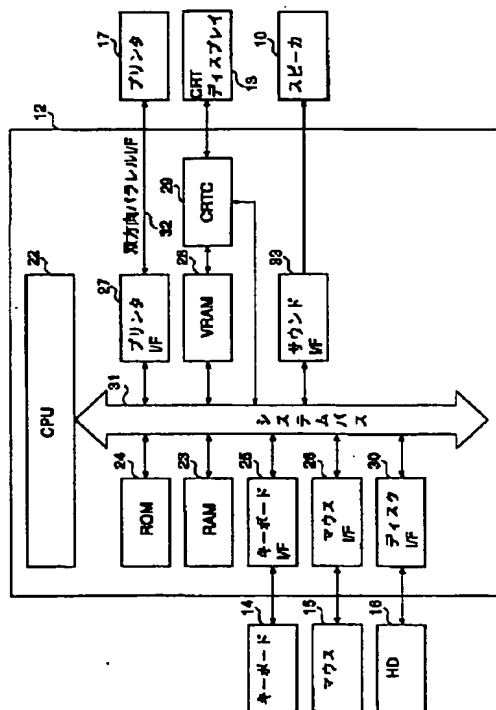 12
22
CPU
31
システムバス
24
ROM
23
RAM
25
キーボード
I/F
26
マウス
I/F
30
ディスク
I/F
14
キーボード
15
マウス
16
HD
27
プリンタ
I/F
28
VRAM
29
CRTC
33
サウンド
I/F
双方向パラレルI/F
32
17
プリンタ
CRT
ディスプレイ
13
10
スピーカ